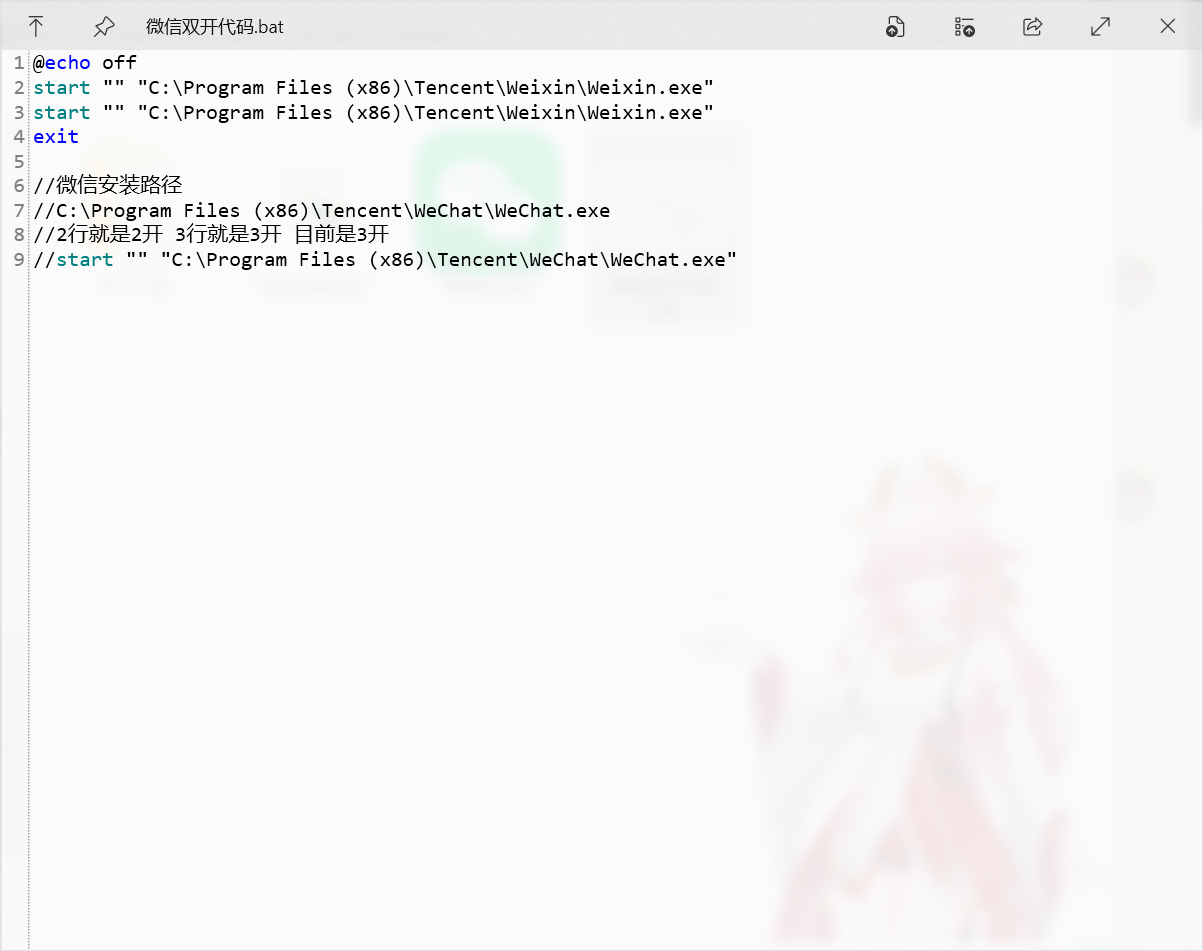 微信双开代码.bat
1 @echo off
2 start "" "C:\Program Files (x86)\Tencent\Weixin\Weixin.exe"
3 start "" "C:\Program Files (x86)\Tencent\Weixin\Weixin.exe"
4 exit
5
6 //微信安装路径
7 //C:\Program Files (x86)\Tencent\WeChat\WeChat.exe
8 //2行就是2开 3行就是3开 目前是3开
9 //start "" "C:\Program Files (x86)\Tencent\WeChat\WeChat.exe"